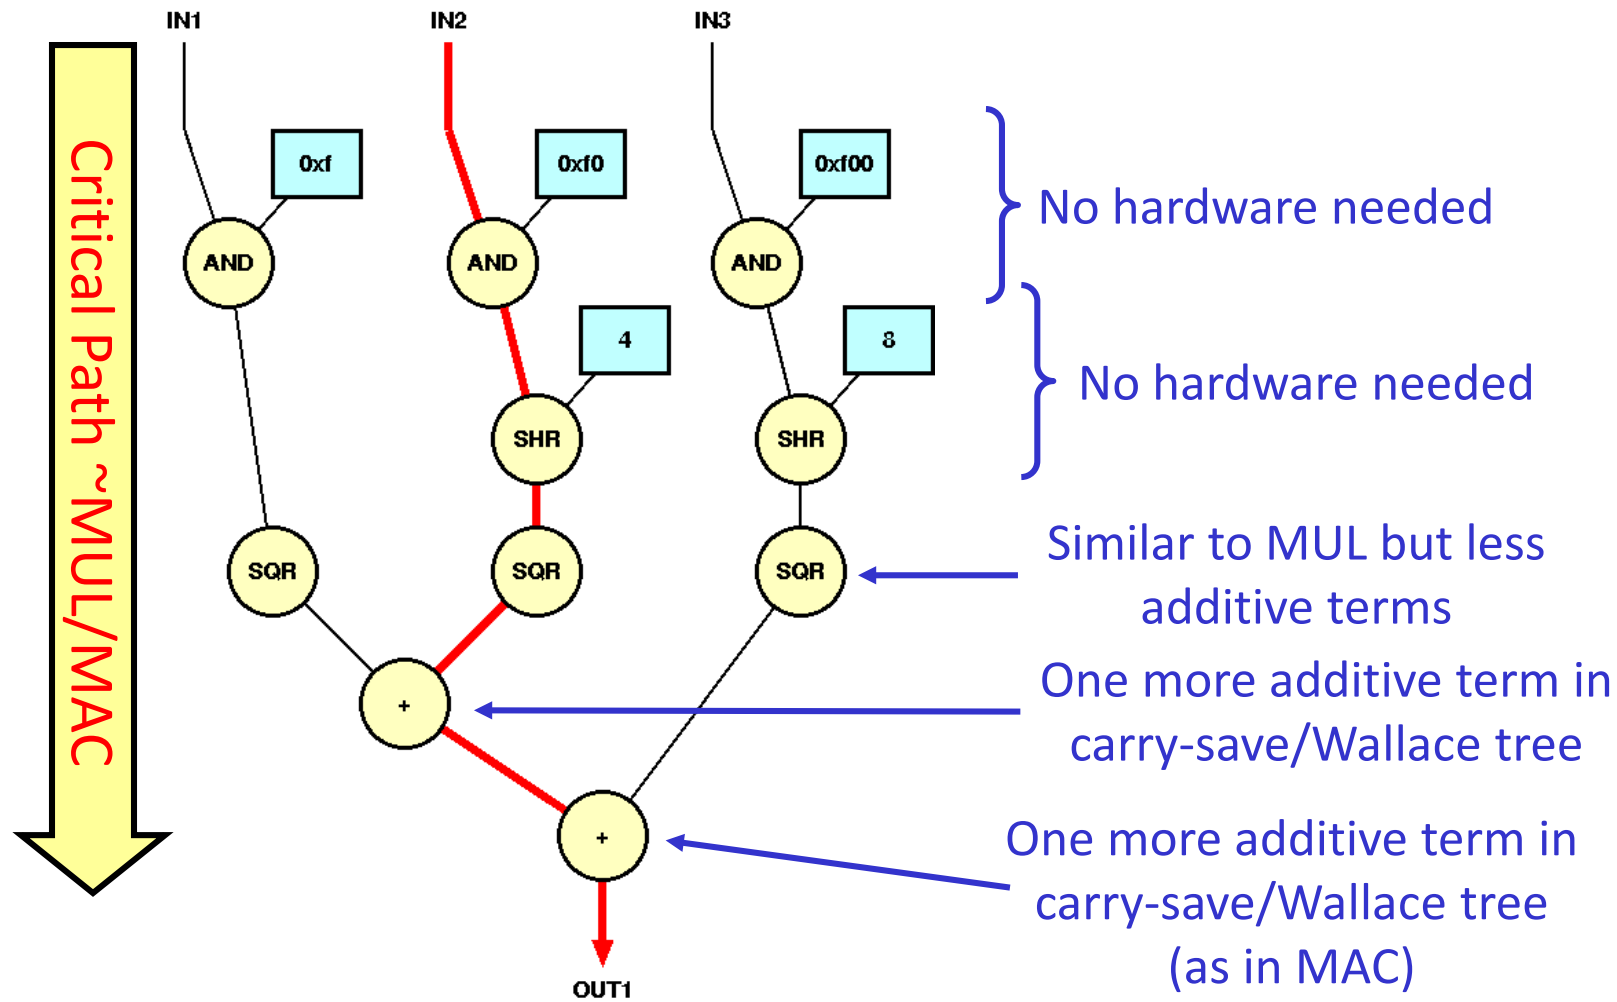 IN1
IN2
IN3
0xf
0xf0
0xf00
No hardware needed
AND
AND
AND
4
8
No hardware needed
SHR
SHR
Critical Path ~MUL/MAC
SQR
SQR
SQR
Similar to MUL but less
additive terms
+
One more additive term in
carry-save/Wallace tree
+
One more additive term in
carry-save/Wallace tree
(as in MAC)
OUT1